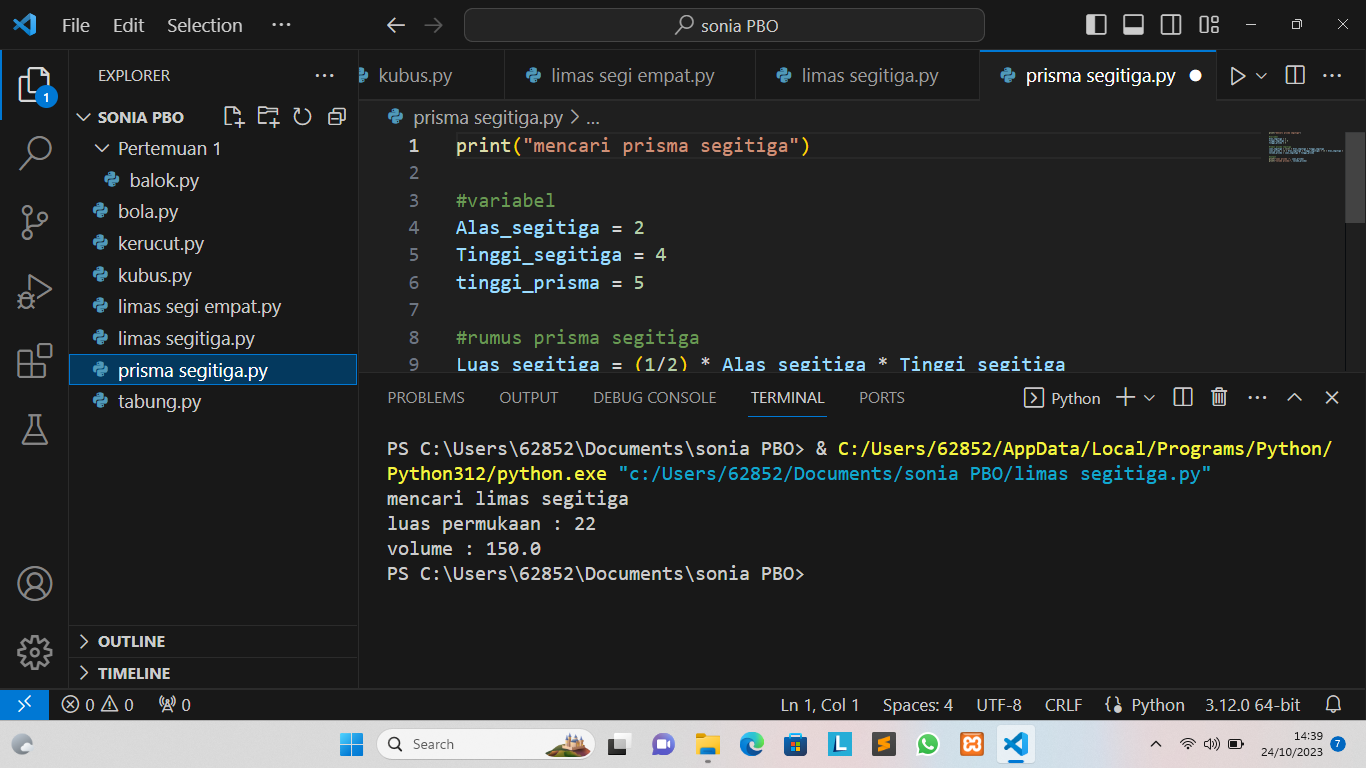 File Edit Selection ··· sonia PBO
EXPLORER ···
kubus.py limas segi empat.py limas segitiga.py prisma segitiga.py
1
SONIA PBO
Pertemuan 1
balok.py
bola.py
kerucut.py
kubus.py
limas segi empat.py
limas segitiga.py
prisma segitiga.py
tabung.py
OUTLINE
TIMELINE
prisma segitiga.py > ...
1 print("mencari prisma segitiga")
2
3 #variabel
4 Alas_segitiga = 2
5 Tinggi_segitiga = 4
6 tinggi_prisma = 5
7
8 #rumus prisma segitiga
9 Luas_segitiga = (1/2) * Alas_segitiga * Tinggi_segitiga
PROBLEMS OUTPUT DEBUG CONSOLE TERMINAL PORTS Python
PS C:\Users\62852\Documents\sonia PBO> & C:/Users/62852/AppData/Local/Programs/Python/
Python312/python.exe "c:/Users/62852/Documents/sonia PBO/limas segitiga.py"
mencari limas segitiga
luas permukaan : 22
volume : 150.0
PS C:\Users\62852\Documents\sonia PBO>
0 0 0 Ln 1, Col 1 Spaces: 4 UTF-8 CRLF Python 3.12.0 64-bit
Search L S 14:39
24/10/2023 7